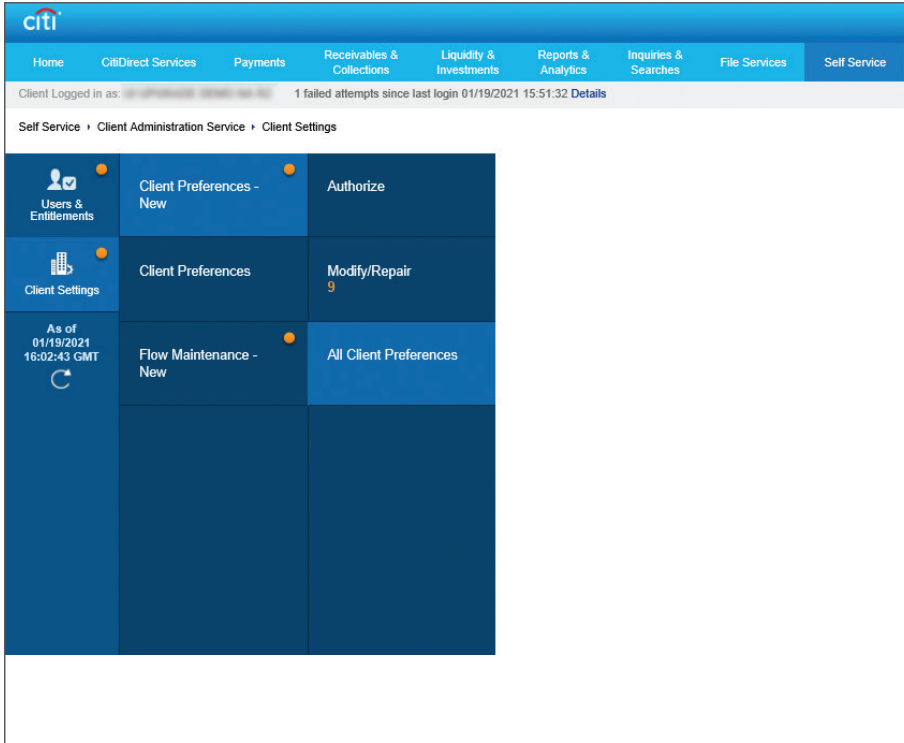 citi
Home
CitiDirect Services
Payments
Receivables &
Collections
Liquidity &
Investments
Reports &
Analytics
Inquiries &
Searches
File Services
Self Service
Client Logged in as:
1 failed attempts since last login 01/19/2021 15:51:32 Details
Self Service › Client Administration Service › Client Settings
Users &
Entitlements
Client Settings
As of
01/19/2021
16:02:43 GMT
Client Preferences -
New
Client Preferences
Flow Maintenance -
New
Authorize
Modify/Repair
9
All Client Preferences